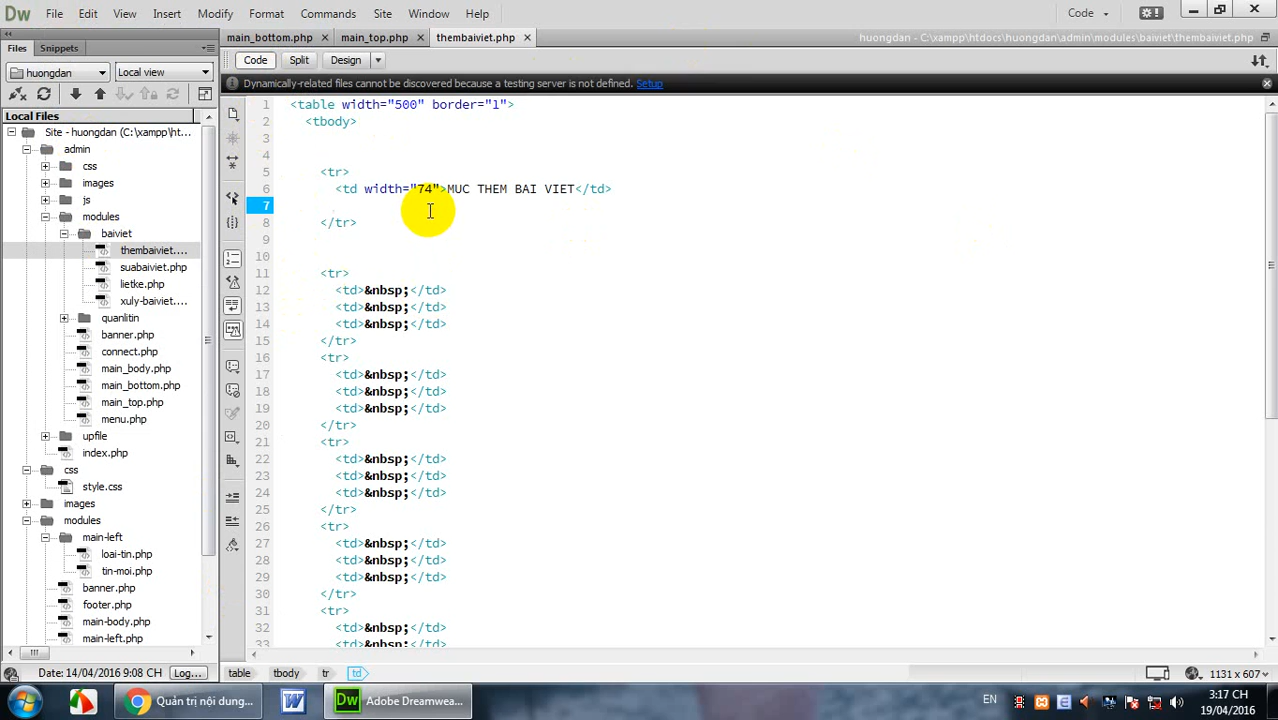 Dw File Edit View Insert Modify Format Commands Site Window Help Code
Files Snippets
main_bottom.php × main_top.php × thembaiviet.php ×
huongdan - C:\xampp\htdocs\huongdan\admin\modules\baiviet\thembaiviet.php
huongdan Local view
Code Split Design
Dynamically-related files cannot be discovered because a testing server is not defined. Setup
Local Files
Site - huongdan (C:\xampp\ht...
admin
css
images
js
modules
baiviet
thembaiviet....
suabaiviet.php
lietke.php
xuly-baiviet....
quanlitin
banner.php
connect.php
main_body.php
main_bottom.php
main_top.php
menu.php
upfile
index.php
css
style.css
images
modules
main-left
loai-tin.php
tin-moi.php
banner.php
footer.php
main-body.php
main-left.php
Date: 14/04/2016 9:08 CH Log...
1 <table width="500" border="1">
2 <tbody>
3
4
5 <tr>
6 <td width="74">MUC THEM BAI VIET</td>
7
8 </tr>
9
10
11 <tr>
12 <td>&nbsp;</td>
13 <td>&nbsp;</td>
14 <td>&nbsp;</td>
15 </tr>
16 <tr>
17 <td>&nbsp;</td>
18 <td>&nbsp;</td>
19 <td>&nbsp;</td>
20 </tr>
21 <tr>
22 <td>&nbsp;</td>
23 <td>&nbsp;</td>
24 <td>&nbsp;</td>
25 </tr>
26 <tr>
27 <td>&nbsp;</td>
28 <td>&nbsp;</td>
29 <td>&nbsp;</td>
30 </tr>
31 <tr>
32 <td>&nbsp;</td>
33 <td>&nbsp;</td>
table tbody tr td
1131 x 607
Quản trị nội dung...
Dw Adobe Dreamwea...
EN
3:17 CH
19/04/2016